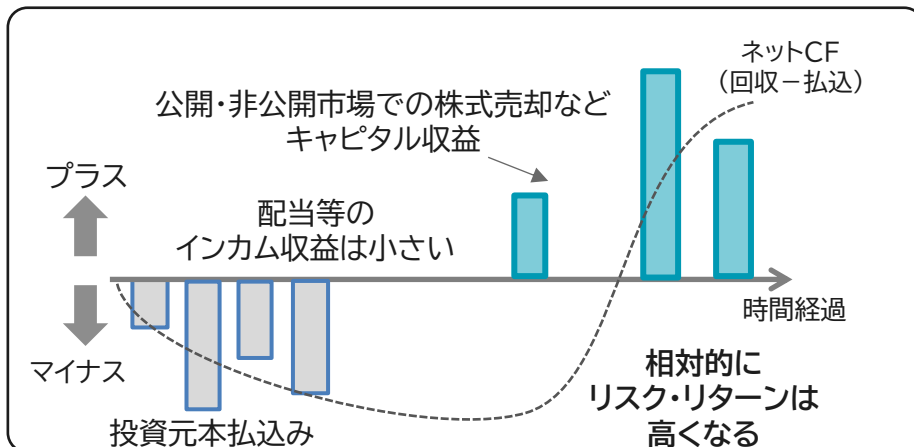 ネットCF
（回収－払込）
公開・非公開市場での株式売却など
キャピタル収益
プラス
配当等の
インカム収益は小さい
時間経過
マイナス
投資元本払込み
相対的に
リスク・リターンは
高くなる